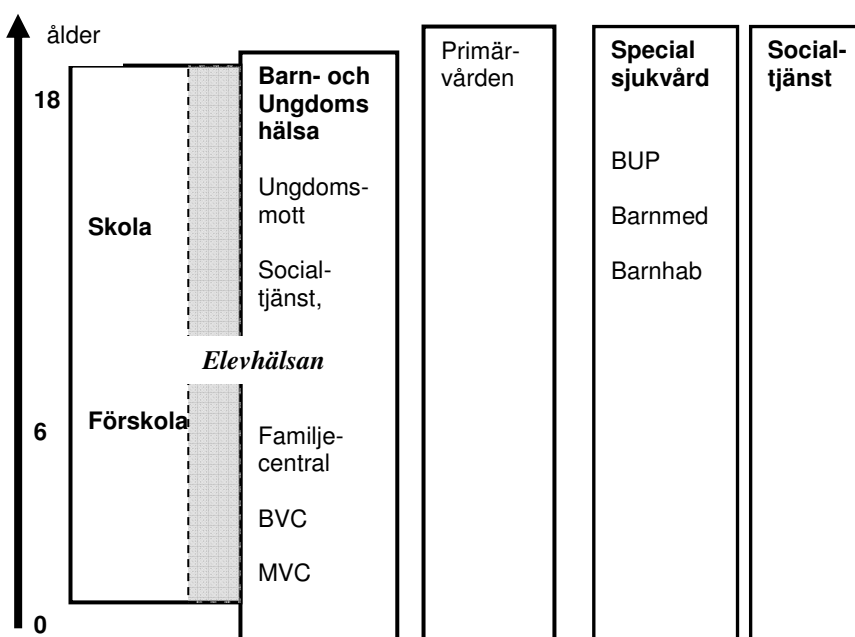 ålder
18
6
0
Skola
Förskola
Elevhälsan
Barn- och
Ungdoms
hälsa
Ungdoms-
mott
Social-
tjänst,
Familje-
central
BVC
MVC
Primär-
vården
Special
sjukvård
BUP
Barnmed
Barnhab
Social-
tjänst